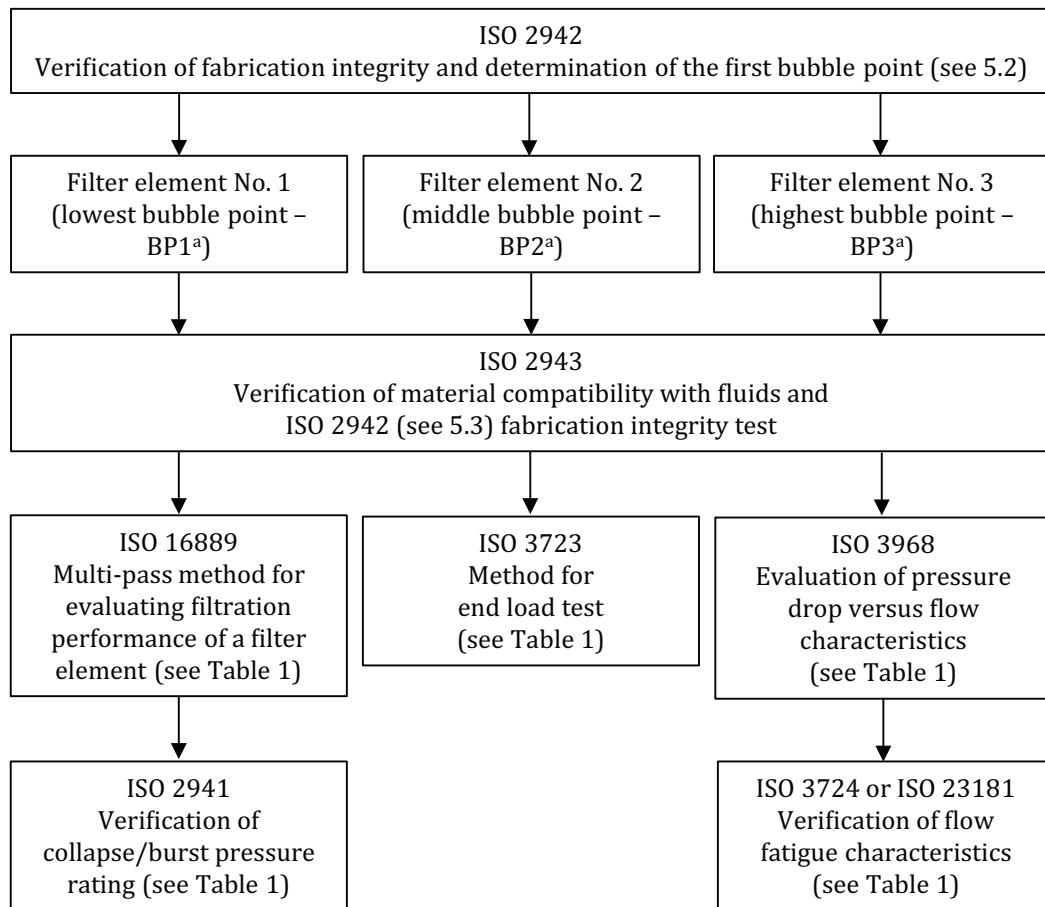 ISO 2942
Verification of fabrication integrity and determination of the first bubble point (see 5.2)
Filter element No. 1
(lowest bubble point –
BP1ᵃ)
Filter element No. 2
(middle bubble point –
BP2ᵃ)
Filter element No. 3
(highest bubble point –
BP3ᵃ)
ISO 2943
Verification of material compatibility with fluids and
ISO 2942 (see 5.3) fabrication integrity test
ISO 16889
Multi-pass method for
evaluating filtration
performance of a filter
element (see Table 1)
ISO 3723
Method for
end load test
(see Table 1)
ISO 3968
Evaluation of pressure
drop versus flow
characteristics
(see Table 1)
ISO 2941
Verification of
collapse/burst pressure
rating (see Table 1)
ISO 3724 or ISO 23181
Verification of flow
fatigue characteristics
(see Table 1)